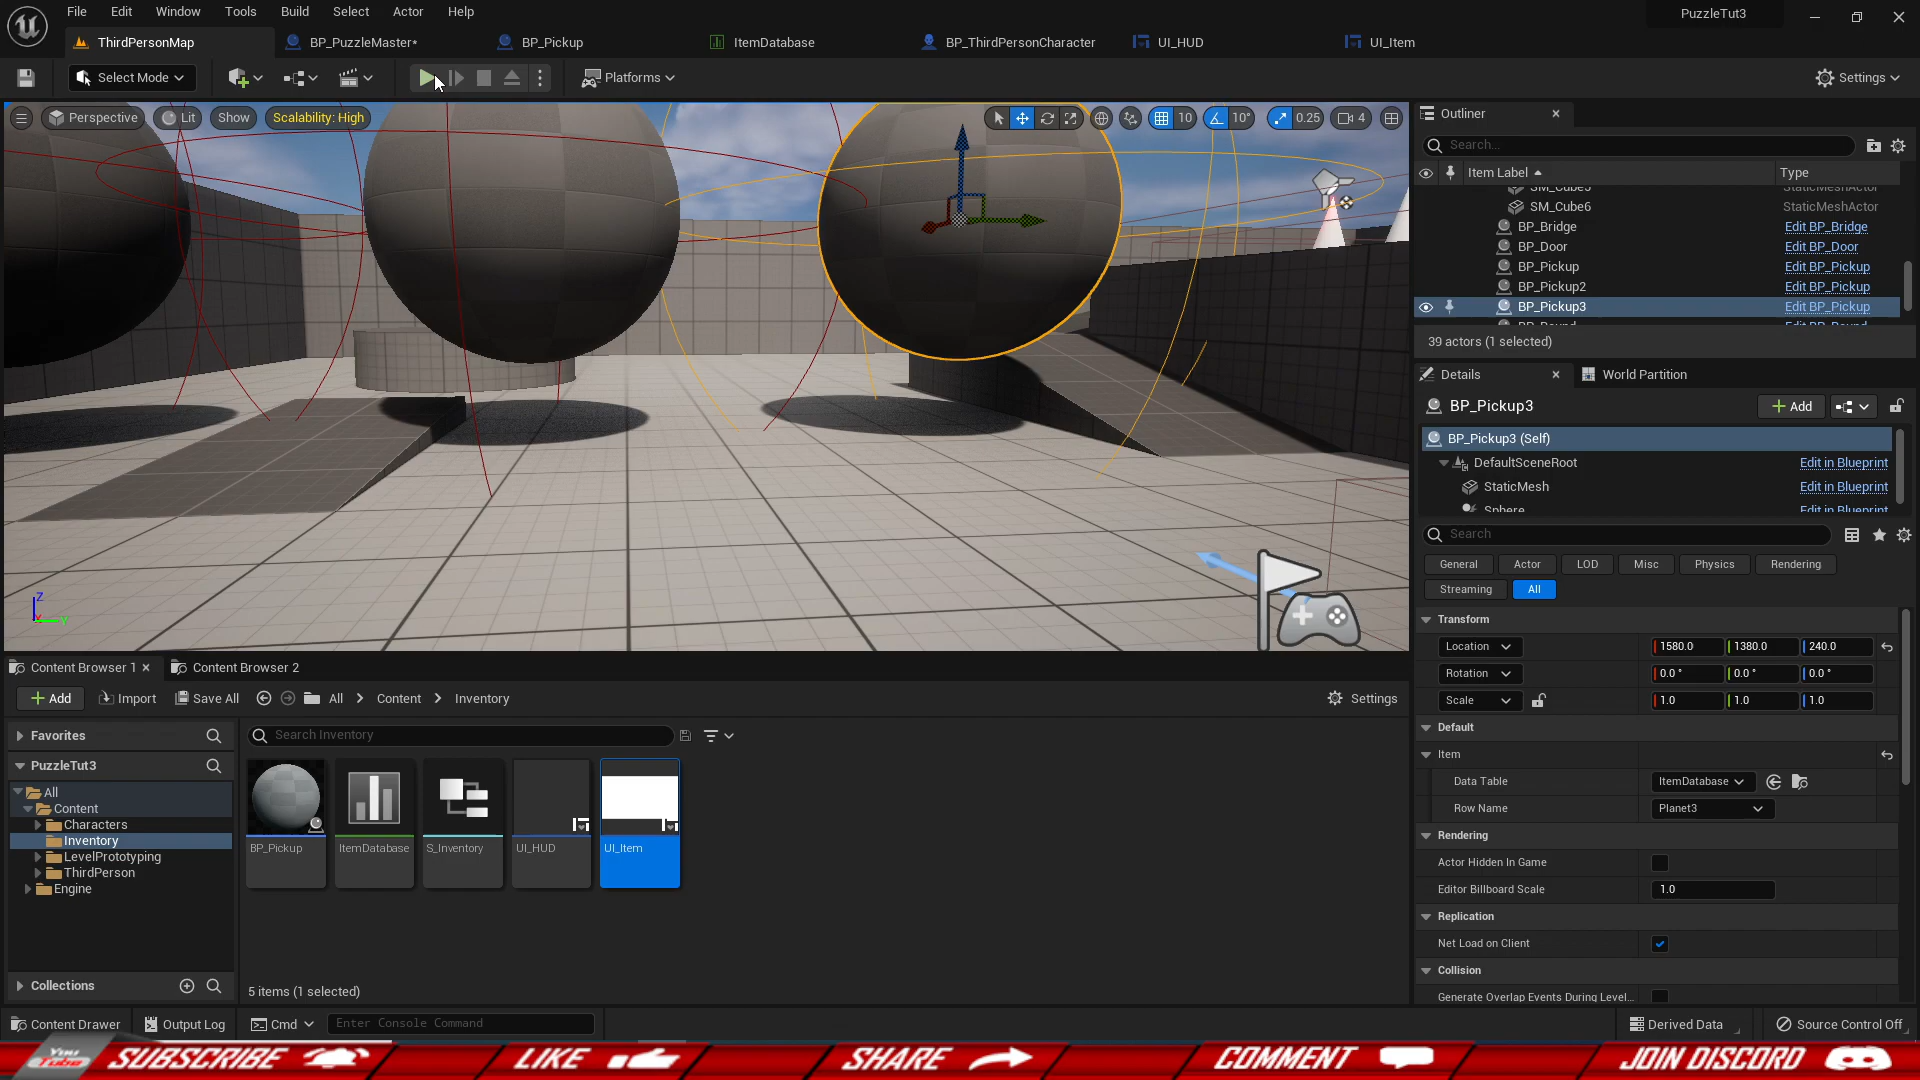 File Edit Window Tools Build Select Actor Help
PuzzleTut3
ThirdPersonMap
BP_PuzzleMaster*
BP_Pickup
ItemDatabase
BP_ThirdPersonCharacter
UI_HUD
UI_Item
Select Mode
Platforms
Settings
Perspective Lit Show Scalability: High
10 10° 0.25 4
Outliner
Search...
Item Label Type
SM_Cube5 StaticMeshActor
SM_Cube6 StaticMeshActor
BP_Bridge Edit BP_Bridge
BP_Door Edit BP_Door
BP_Pickup Edit BP_Pickup
BP_Pickup2 Edit BP_Pickup
BP_Pickup3 Edit BP_Pickup
39 actors (1 selected)
Details World Partition
BP_Pickup3
Add
BP_Pickup3 (Self)
DefaultSceneRoot Edit in Blueprint
StaticMesh Edit in Blueprint
Sphere Edit in Blueprint
Search
General Actor LOD Misc Physics Rendering
Streaming All
Transform
Location 1580.0 1380.0 240.0
Rotation 0.0 ° 0.0 ° 0.0 °
Scale 1.0 1.0 1.0
Default
Item
Data Table ItemDatabase
Row Name Planet3
Rendering
Actor Hidden In Game
Editor Billboard Scale 1.0
Replication
Net Load on Client
Collision
Generate Overlap Events During Level...
Z
Y
Content Browser 1 Content Browser 2
Add Import Save All All Content Inventory Settings
Favorites
Search Inventory
PuzzleTut3
All
Content
Characters
Inventory
LevelPrototyping
ThirdPerson
Engine
Collections
BP_Pickup
ItemDatabase
S_Inventory
UI_HUD
UI_Item
5 items (1 selected)
Content Drawer Output Log Cmd Enter Console Command
Derived Data Source Control Off
You Tube SUBSCRIBE LIKE SHARE COMMENT JOIN DISCORD